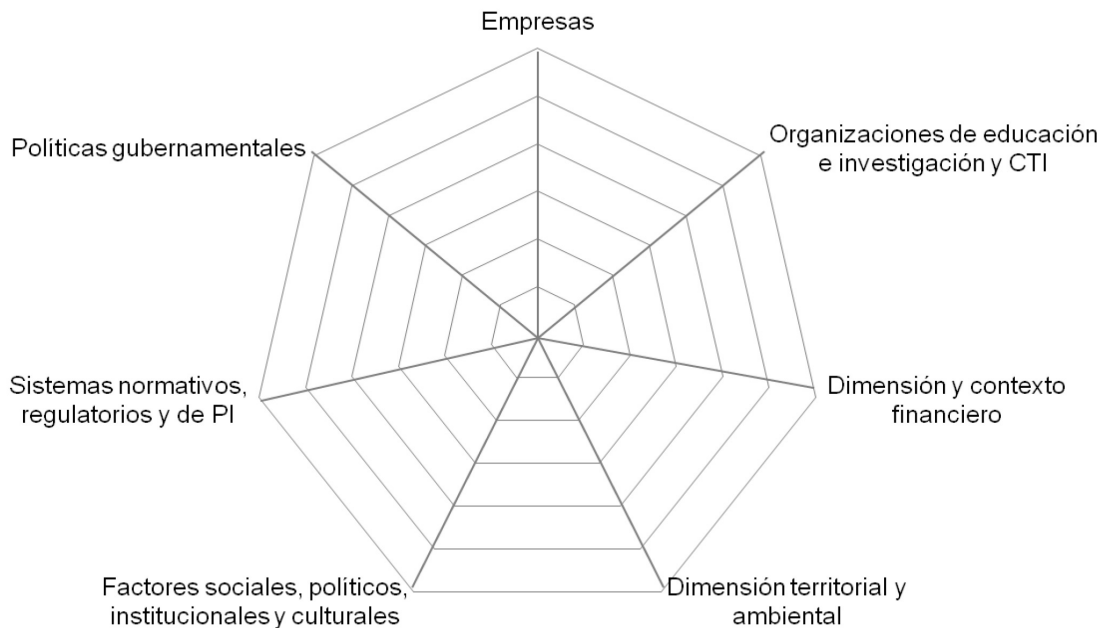 Empresas
Políticas gubernamentales
Organizaciones de educación
e investigación y CTI
Sistemas normativos,
regulatorios y de PI
Dimensión y contexto
financiero
Factores sociales, políticos,
institucionales y culturales
Dimensión territorial y
ambiental